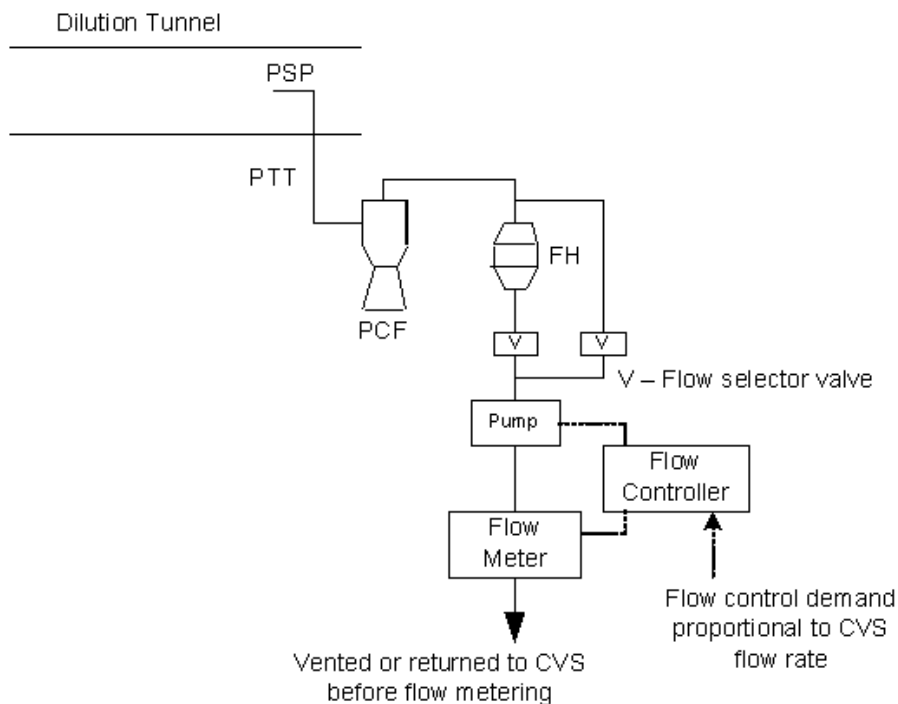 Dilution Tunnel
PSP
PTT
FH
PCF
V
V
V – Flow selector valve
Pump
Flow
Controller
Flow
Meter
Flow control demand
proportional to CVS
flow rate
Vented or returned to CVS
before flow metering